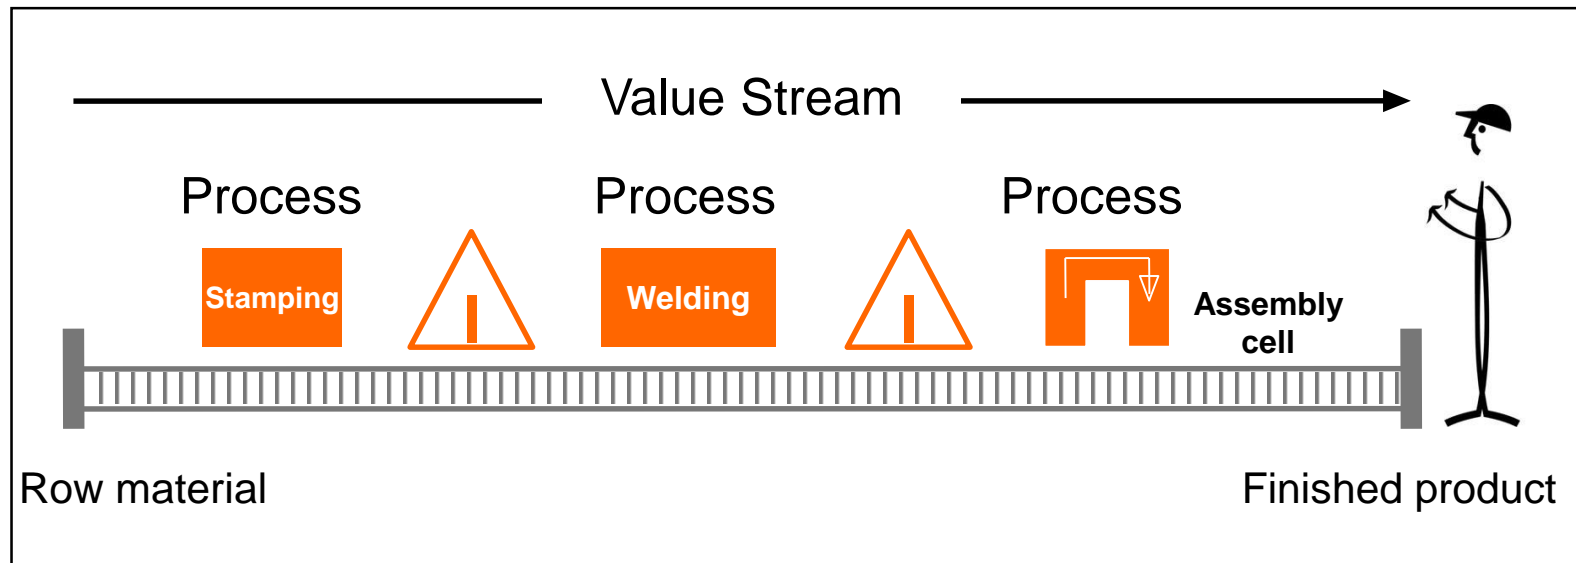 Value Stream
Process Process Process
Stamping
I
Welding
I
Assembly
cell
Row material
Finished product